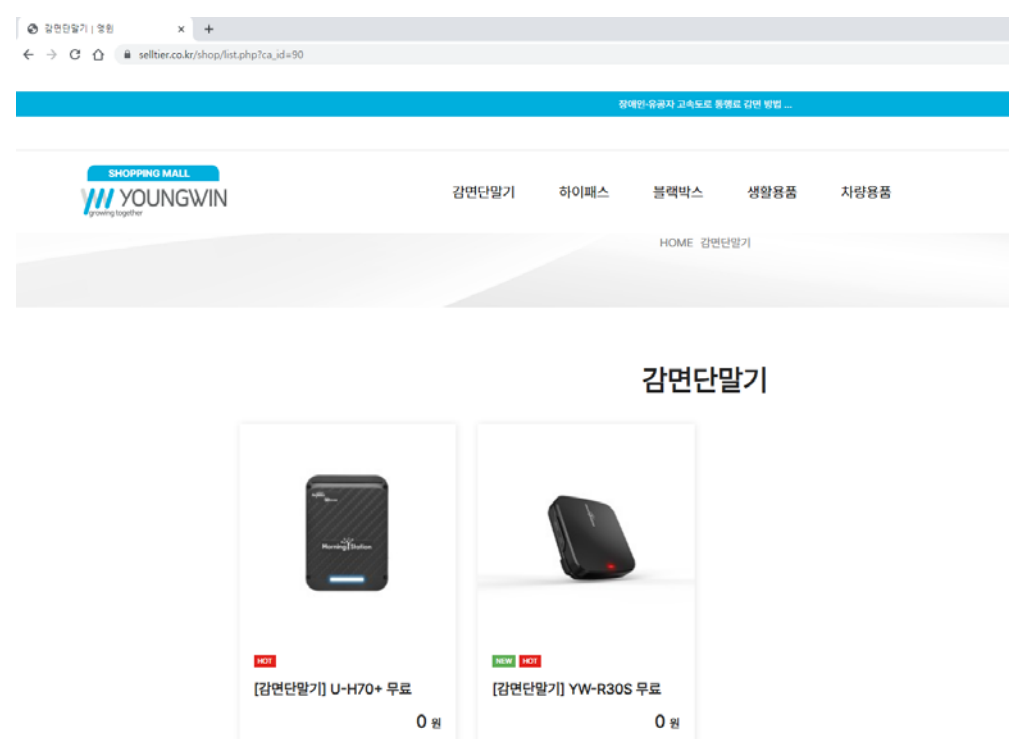 감면단말기 | 영윈
selltier.co.kr/shop/list.php?ca_id=90
장애인·유공자 고속도로 통행료 감면 방법 ...
SHOPPING MALL
YOUNGWIN
growing together
감면단말기 하이패스 블랙박스 생활용품 차량용품
HOME 감면단말기
감면단말기
Morning Station
HOT
NEW HOT
[감면단말기] U-H70+ 무료
[감면단말기] YW-R30S 무료
0 원
0 원